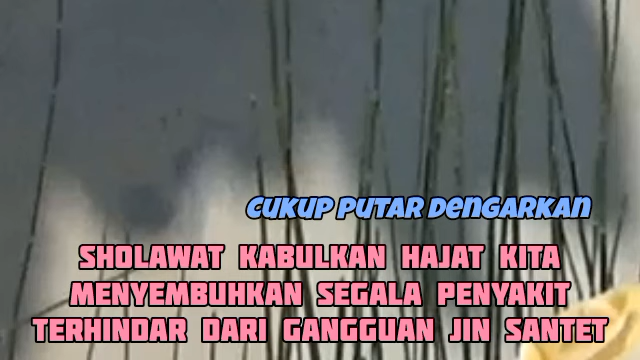 CUKUP PUTAR DENGARKAN
SHOLAWAT KABULKAN HAJAT KITA
MENYEMBUHKAN SEGALA PENYAKIT
TERHINDAR DARI GANGGUAN JIN SANTET